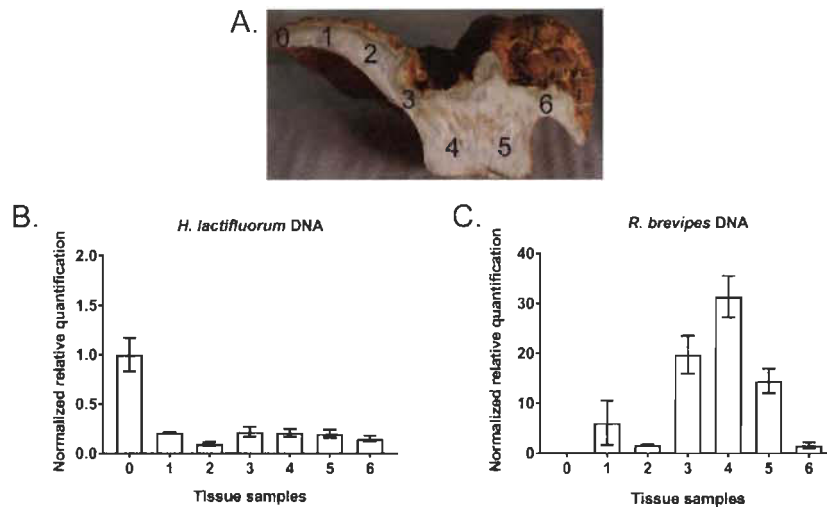 A.
0 1 2 3 4 5 6
B.
H. lactifluorum DNA
Normalized relative quantification
2.0
1.5
1.0
0.5
0.0
0 1 2 3 4 5 6
Tissue samples
C.
R. brevipes DNA
Normalized relative quantification
40
30
20
10
0
0 1 2 3 4 5 6
Tissue samples